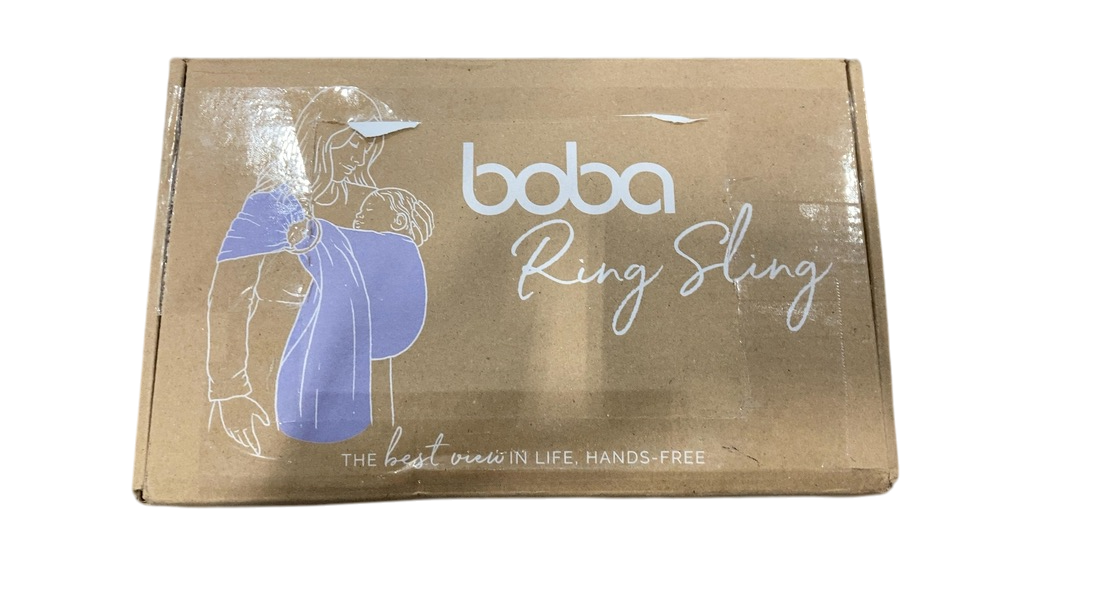 boba
Ring Sling
THE best view IN LIFE, HANDS-FREE